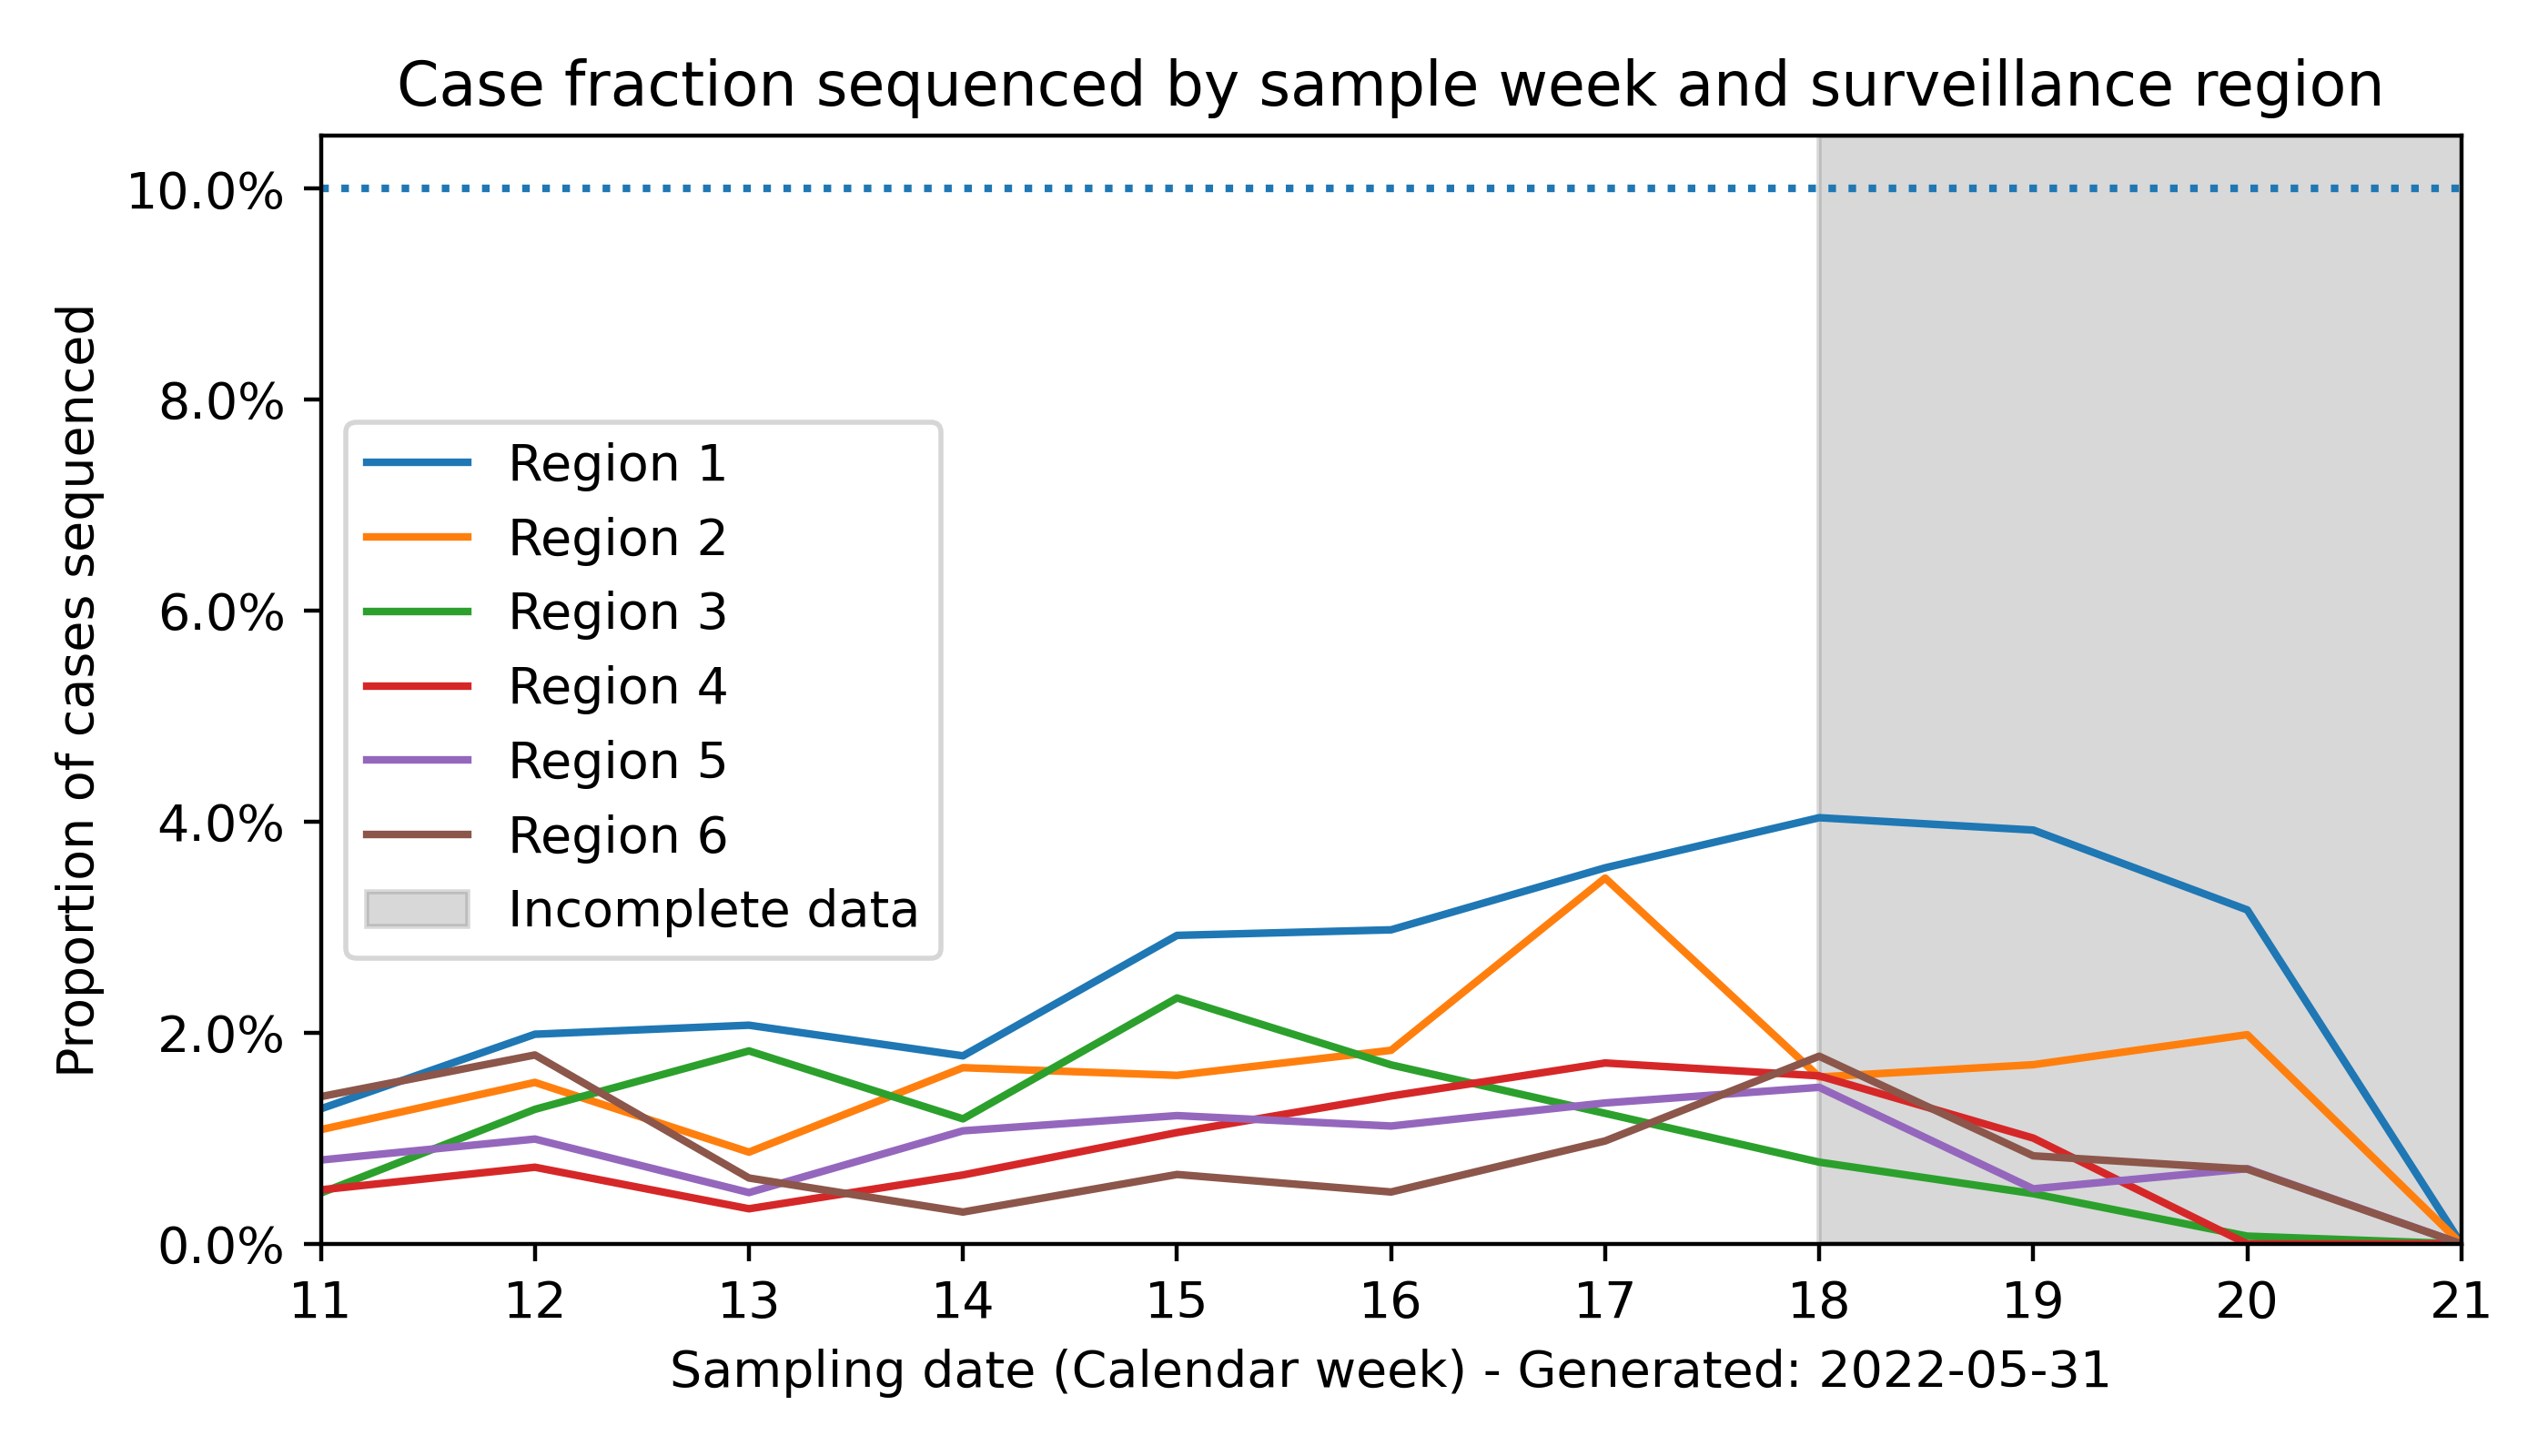 Case fraction sequenced by sample week and surveillance region
Proportion of cases sequenced
10.0%
8.0%
6.0%
4.0%
2.0%
0.0%
Region 1
Region 2
Region 3
Region 4
Region 5
Region 6
Incomplete data
11 12 13 14 15 16 17 18 19 20 21
Sampling date (Calendar week) - Generated: 2022-05-31